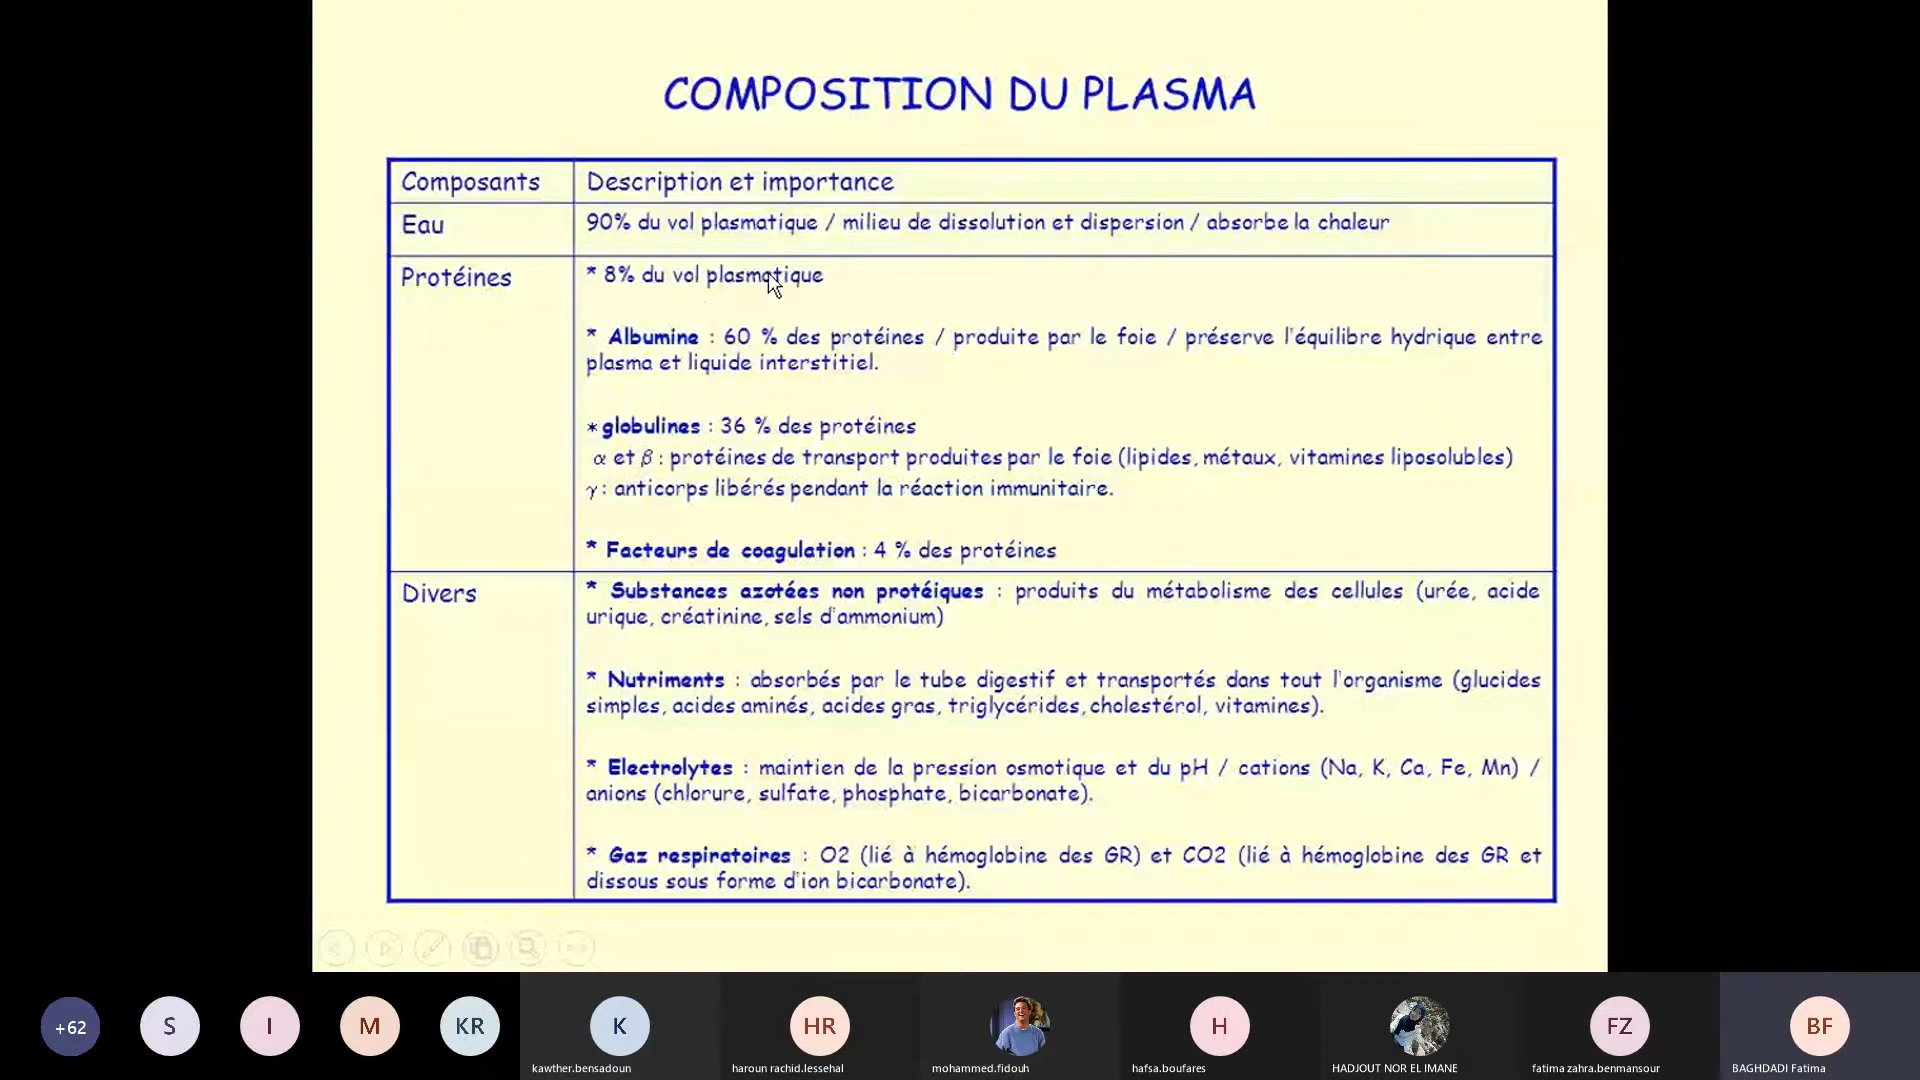 COMPOSITION DU PLASMA
Composants
Description et importance
Eau
90% du vol plasmatique / milieu de dissolution et dispersion / absorbe la chaleur
Protéines
* 8% du vol plasmatique
* Albumine : 60 % des protéines / produite par le foie / préserve l'équilibre hydrique entre
plasma et liquide interstitiel.
* globulines : 36 % des protéines
α et β : protéines de transport produites par le foie (lipides, métaux, vitamines liposolubles)
γ : anticorps libérés pendant la réaction immunitaire.
* Facteurs de coagulation : 4 % des protéines
Divers
* Substances azotées non protéiques : produits du métabolisme des cellules (urée, acide
urique, créatinine, sels d'ammonium)
* Nutriments : absorbés par le tube digestif et transportés dans tout l'organisme (glucides
simples, acides aminés, acides gras, triglycérides, cholestérol, vitamines).
* Electrolytes : maintien de la pression osmotique et du pH / cations (Na, K, Ca, Fe, Mn) /
anions (chlorure, sulfate, phosphate, bicarbonate).
* Gaz respiratoires : O2 (lié à hémoglobine des GR) et CO2 (lié à hémoglobine des GR et
dissous sous forme d'ion bicarbonate).
+62
S
I
M
KR
K
HR
H
FZ
BF
kawther.bensadoun
haroun rachid.lessehal
mohammed.fidouh
hafsa.boufares
HADJOUT NOR EL IMANE
fatima zahra.benmansour
BAGHDADI Fatima